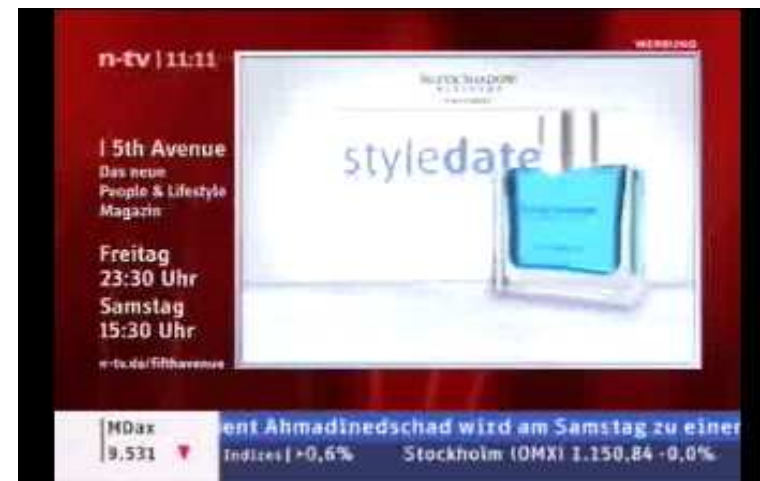 WERBUNG
n-tv | 11:11
styledate
| 5th Avenue
Das neue
People & Lifestyle
Magazin
Freitag
23:30 Uhr
Samstag
15:30 Uhr
n-tv.de/fifthavenue
MDax
9.531 ▼
ent Ahmadinedschad wird am Samstag zu einer
Indizes | +0,6% Stockholm (OMX) 1.150,84 -0,0%